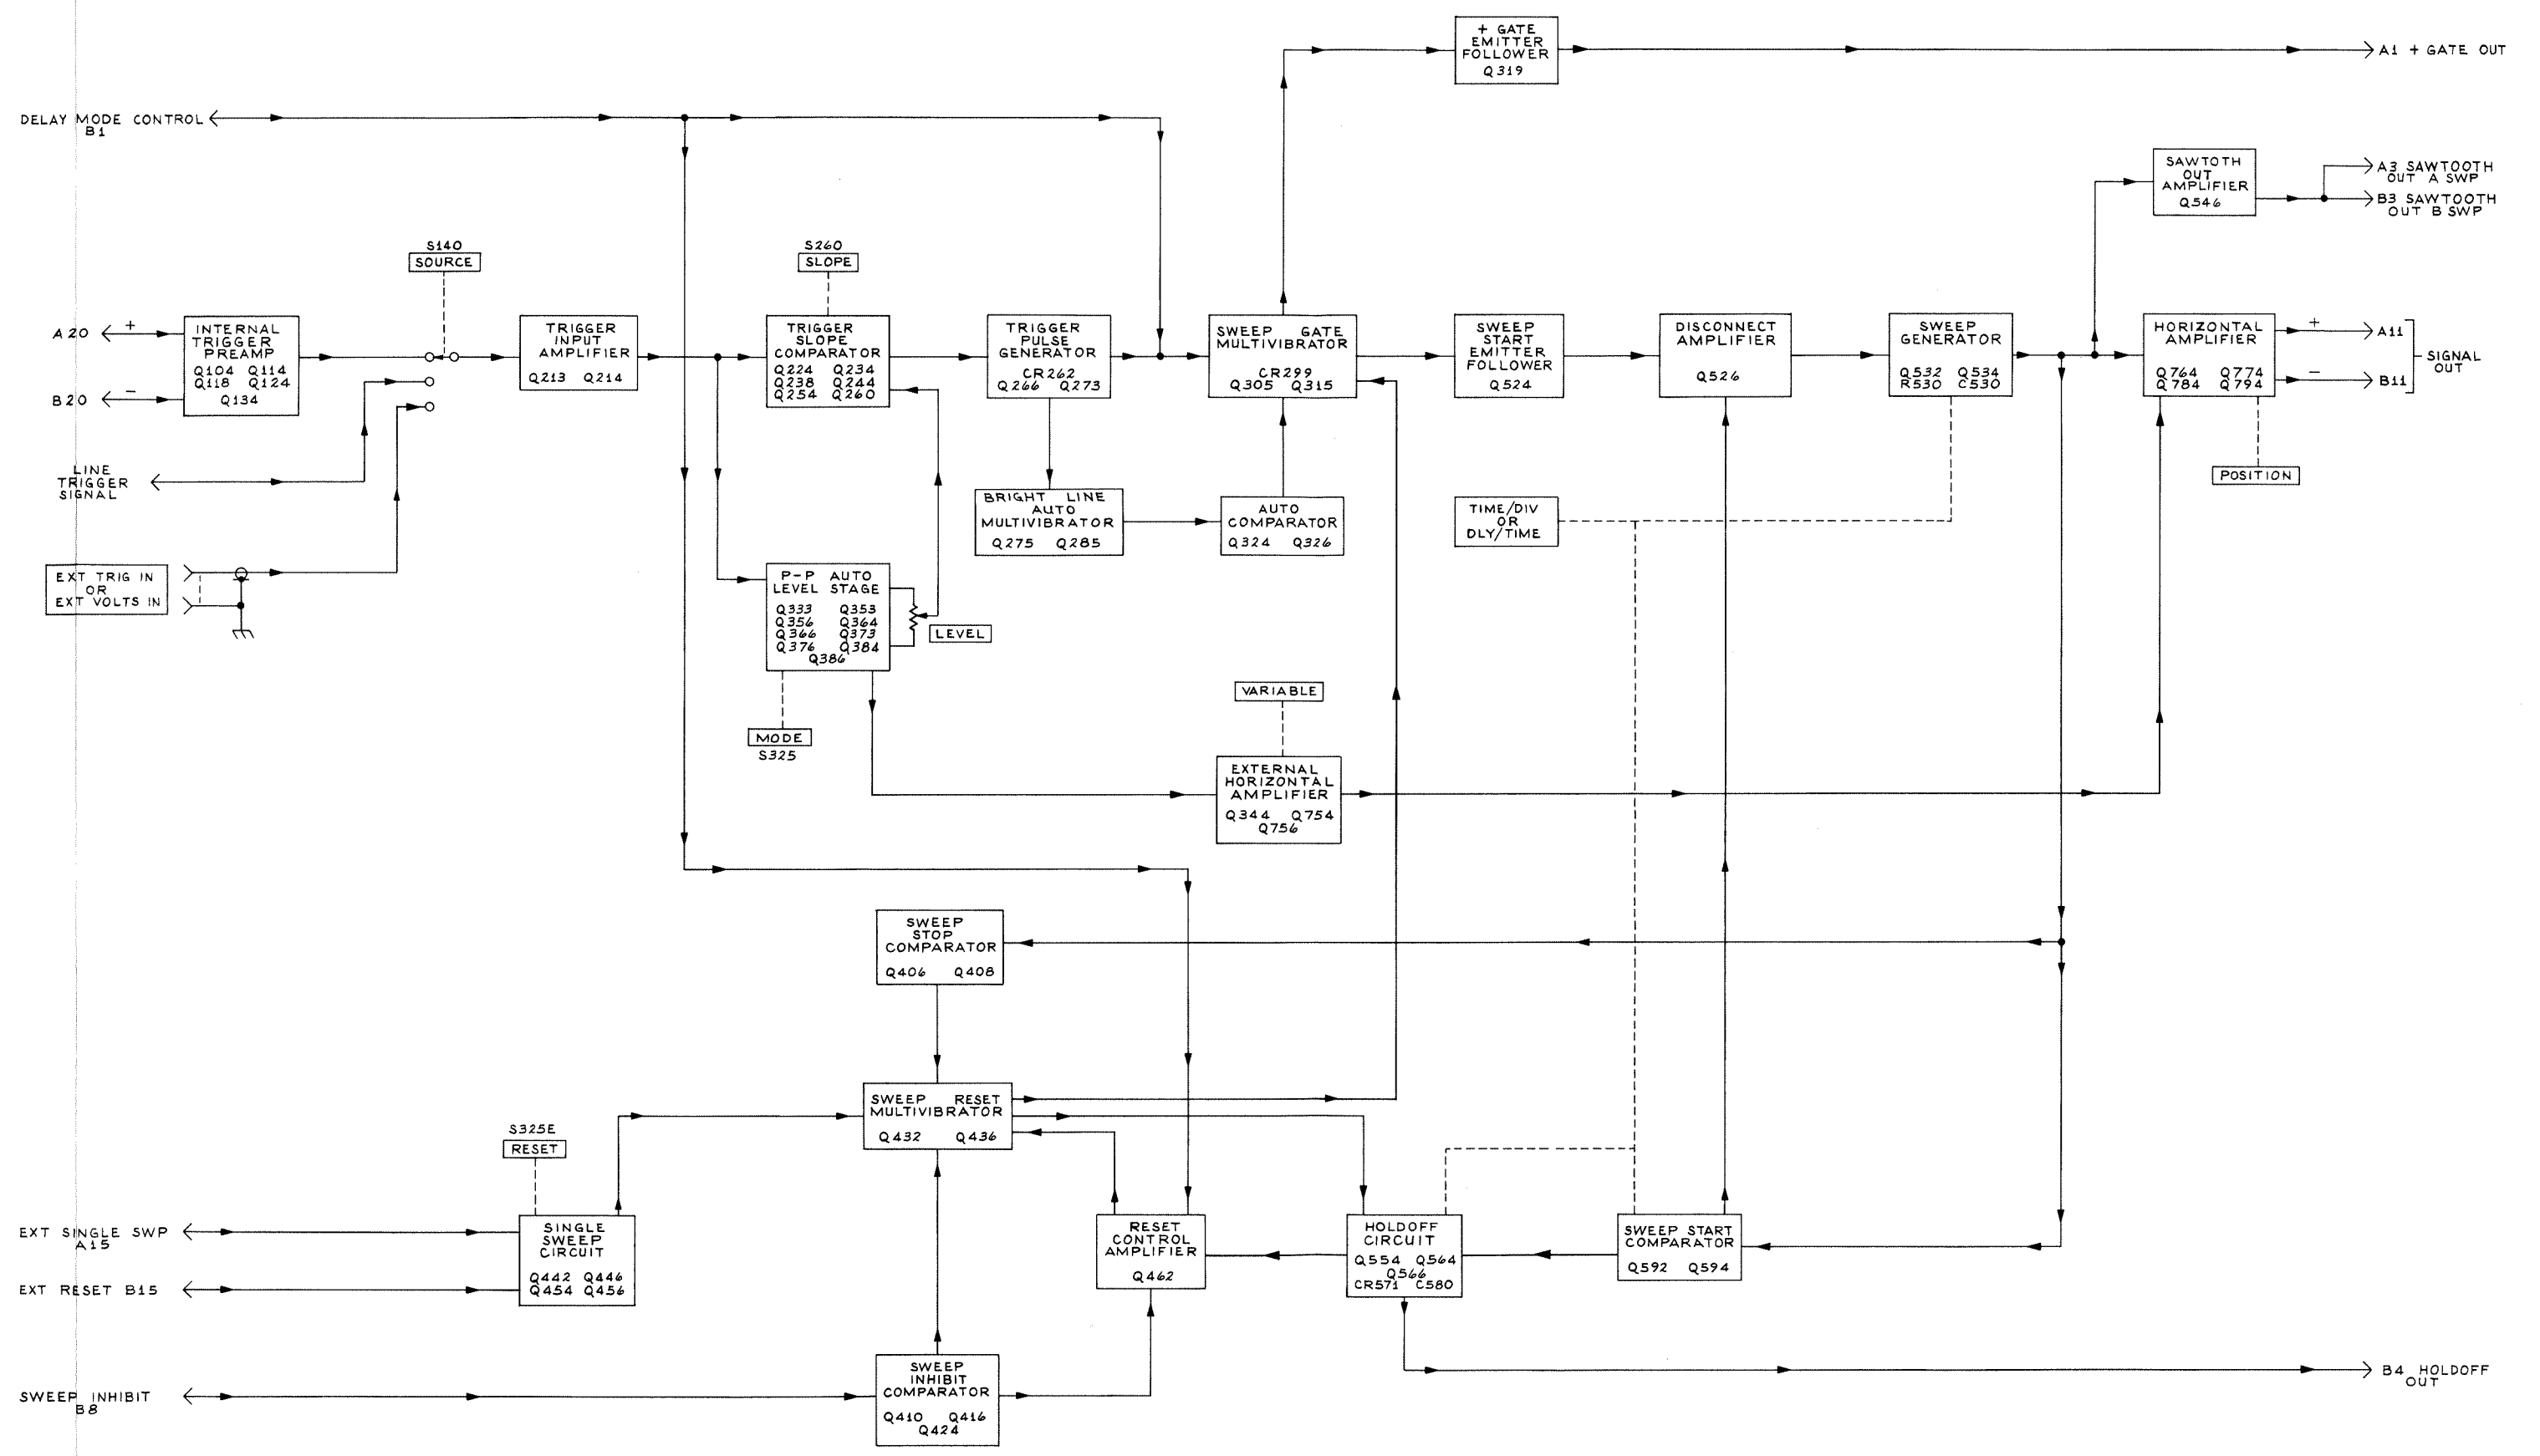 + GATE
EMITTER
FOLLOWER
Q319
A1 + GATE OUT
DELAY MODE CONTROL
B1
SAWTOTH
OUT
AMPLIFIER
Q546
A3 SAWTOOTH
OUT A SWP
B3 SAWTOOTH
OUT B SWP
S140
SOURCE
S260
SLOPE
A20
+
B20
−
INTERNAL
TRIGGER
PREAMP
Q104 Q114
Q118 Q124
Q134
TRIGGER
INPUT
AMPLIFIER
Q213 Q214
TRIGGER
SLOPE
COMPARATOR
Q224 Q234
Q238 Q244
Q254 Q260
TRIGGER
PULSE
GENERATOR
CR262
Q266 Q273
SWEEP GATE
MULTIVIBRATOR
CR299
Q305 Q315
SWEEP
START
EMITTER
FOLLOWER
Q524
DISCONNECT
AMPLIFIER
Q526
SWEEP
GENERATOR
Q532 Q534
R530 C530
HORIZONTAL
AMPLIFIER
Q764 Q774
Q784 Q794
+
A11
−
B11
SIGNAL
OUT
POSITION
LINE
TRIGGER
SIGNAL
BRIGHT LINE
AUTO
MULTIVIBRATOR
Q275 Q285
AUTO
COMPARATOR
Q324 Q326
TIME/DIV
OR
DLY/TIME
EXT TRIG IN
OR
EXT VOLTS IN
P-P AUTO
LEVEL STAGE
Q333 Q353
Q356 Q364
Q366 Q373
Q376 Q384
Q386
LEVEL
MODE
S325
VARIABLE
EXTERNAL
HORIZONTAL
AMPLIFIER
Q344 Q754
Q756
SWEEP
STOP
COMPARATOR
Q406 Q408
SWEEP RESET
MULTIVIBRATOR
Q432 Q436
S325E
RESET
EXT SINGLE SWP
A15
EXT RESET B15
SINGLE
SWEEP
CIRCUIT
Q442 Q446
Q454 Q456
RESET
CONTROL
AMPLIFIER
Q462
HOLDOFF
CIRCUIT
Q554 Q564
Q566
CR571 C580
SWEEP START
COMPARATOR
Q592 Q594
SWEEP INHIBIT
B8
SWEEP
INHIBIT
COMPARATOR
Q410 Q416
Q424
B4 HOLDOFF
OUT